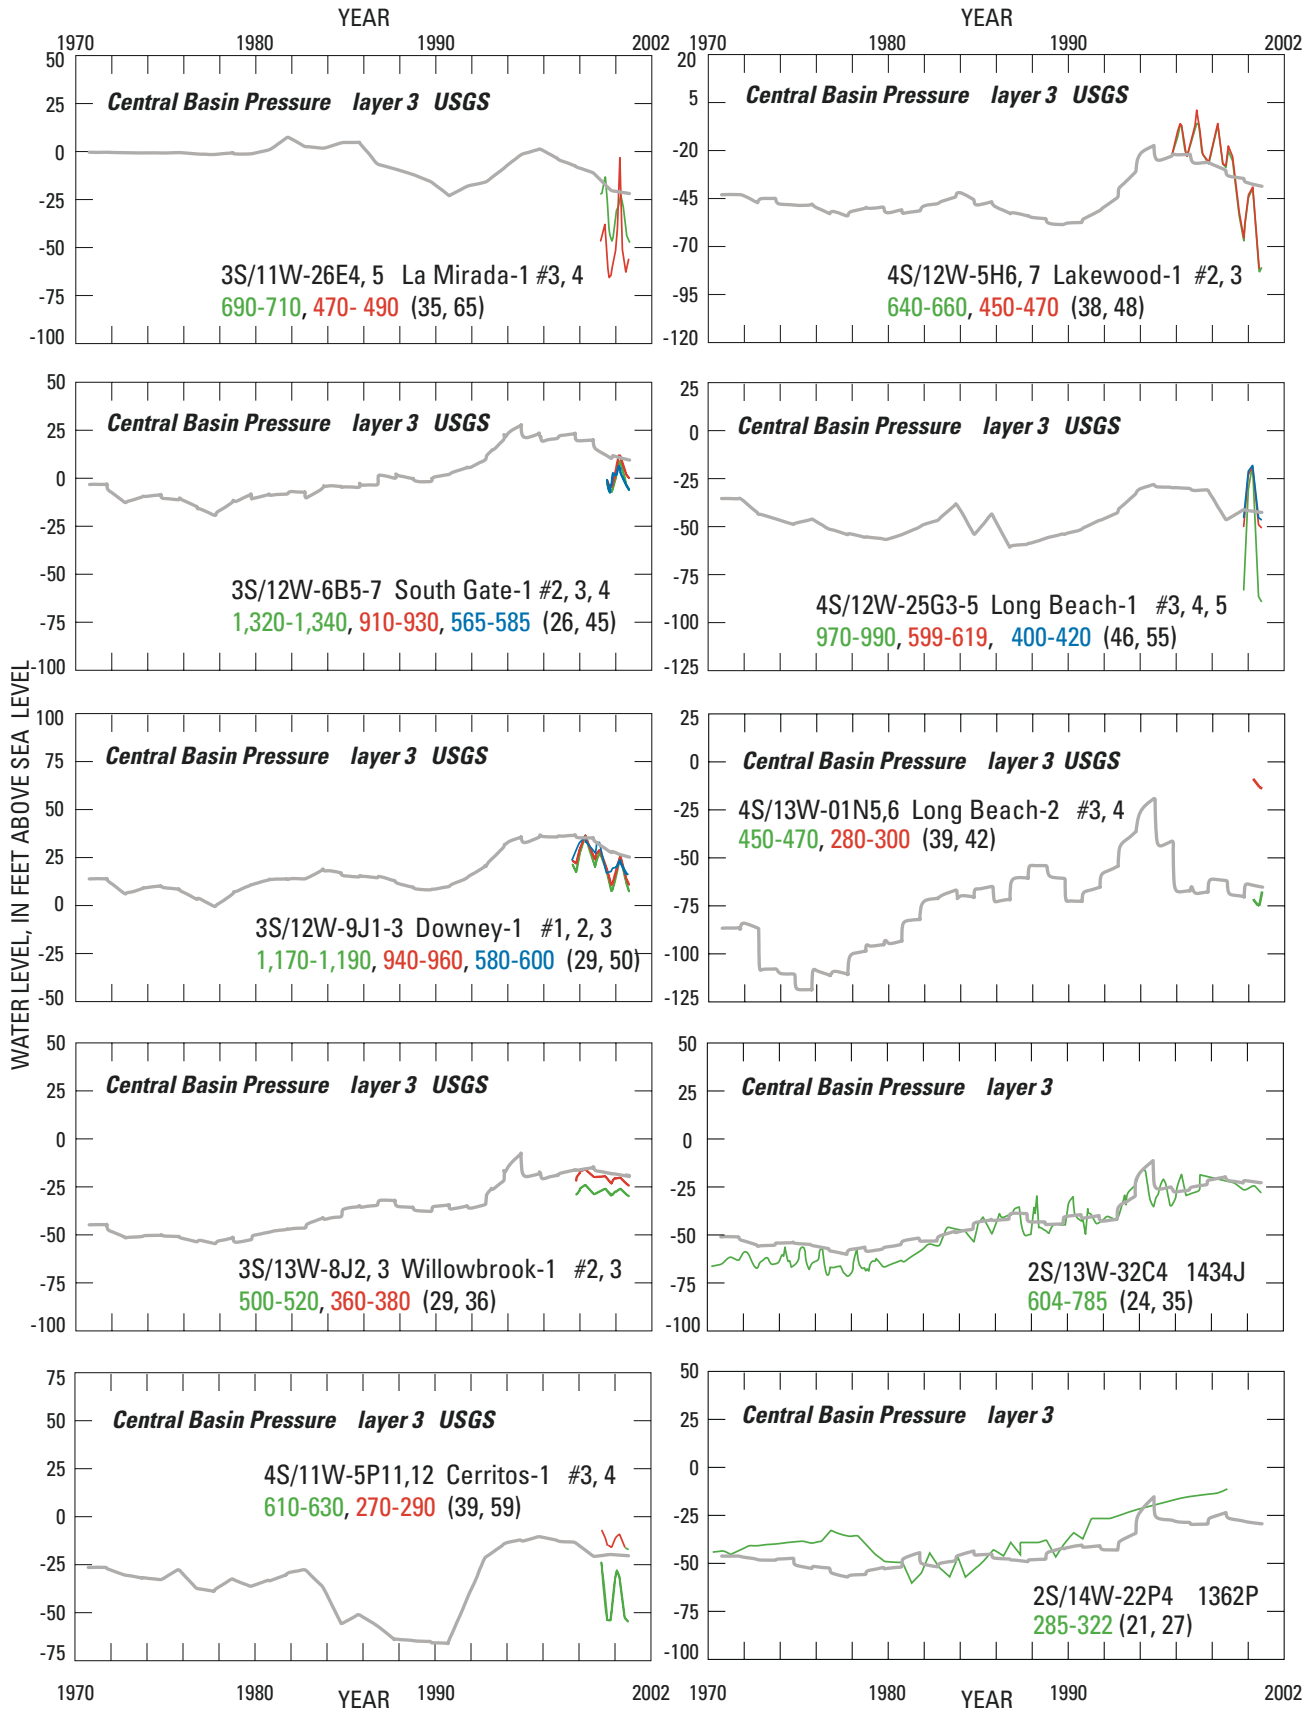 YEAR
1970 1980 1990 2002
50
25
0
-25
-50
-75
-100
Central Basin Pressure layer 3 USGS
3S/11W-26E4, 5 La Mirada-1 #3, 4
690-710, 470- 490 (35, 65)
50
25
0
-25
-50
-75
-100
Central Basin Pressure layer 3 USGS
3S/12W-6B5-7 South Gate-1 #2, 3, 4
1,320-1,340, 910-930, 565-585 (26, 45)
WATER LEVEL, IN FEET ABOVE SEA LEVEL
100
75
50
25
0
-25
-50
Central Basin Pressure layer 3 USGS
3S/12W-9J1-3 Downey-1 #1, 2, 3
1,170-1,190, 940-960, 580-600 (29, 50)
50
25
0
-25
-50
-75
-100
Central Basin Pressure layer 3 USGS
3S/13W-8J2, 3 Willowbrook-1 #2, 3
500-520, 360-380 (29, 36)
75
50
25
0
-25
-50
-75
Central Basin Pressure layer 3 USGS
4S/11W-5P11,12 Cerritos-1 #3, 4
610-630, 270-290 (39, 59)
1970 1980 1990 2002
YEAR
YEAR
1970 1980 1990 2002
20
5
-20
-45
-70
-95
-120
Central Basin Pressure layer 3 USGS
4S/12W-5H6, 7 Lakewood-1 #2, 3
640-660, 450-470 (38, 48)
25
0
-25
-50
-75
-100
-125
Central Basin Pressure layer 3 USGS
4S/12W-25G3-5 Long Beach-1 #3, 4, 5
970-990, 599-619, 400-420 (46, 55)
25
0
-25
-50
-75
-100
-125
Central Basin Pressure layer 3 USGS
4S/13W-01N5,6 Long Beach-2 #3, 4
450-470, 280-300 (39, 42)
50
25
0
-25
-50
-75
-100
Central Basin Pressure layer 3
2S/13W-32C4 1434J
604-785 (24, 35)
50
25
0
-25
-50
-75
-100
Central Basin Pressure layer 3
2S/14W-22P4 1362P
285-322 (21, 27)
1970 1980 1990 2002
YEAR